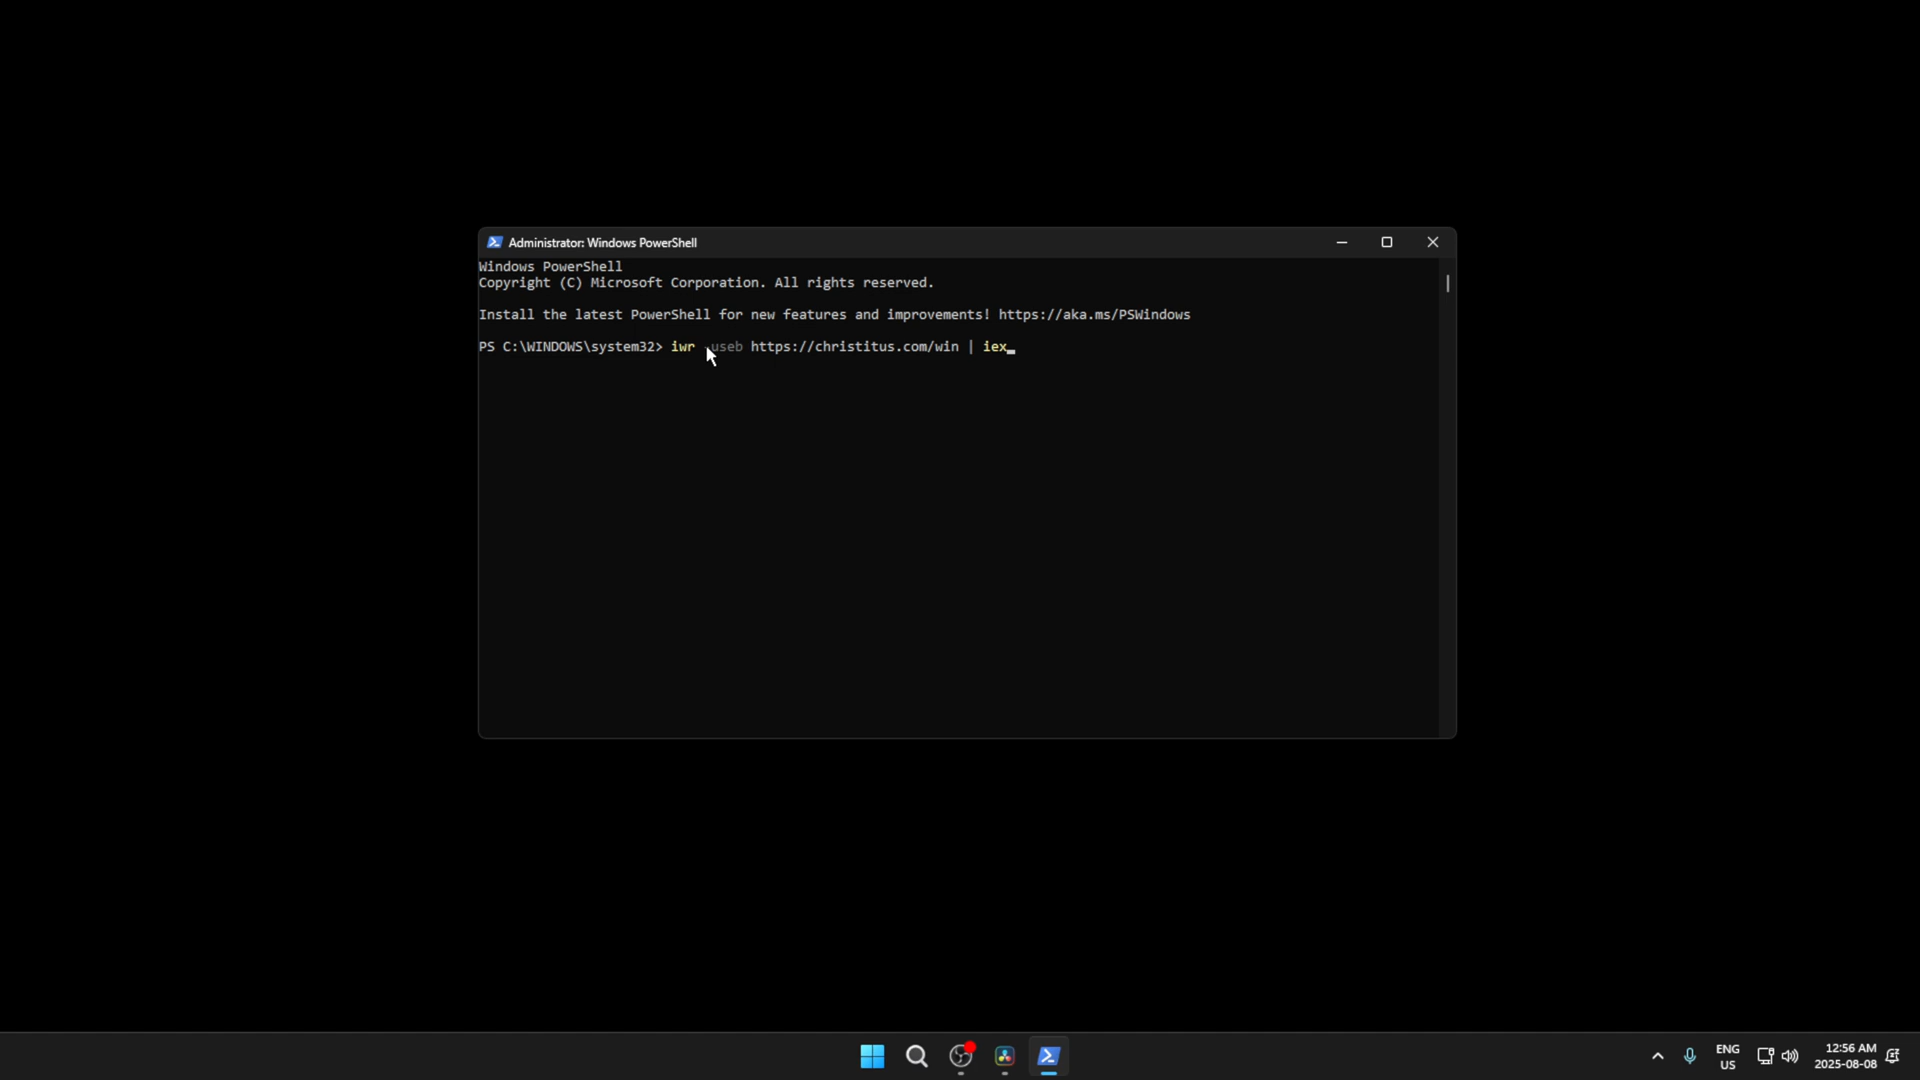 Administrator: Windows PowerShell
Windows PowerShell
Copyright (C) Microsoft Corporation. All rights reserved.
Install the latest PowerShell for new features and improvements! https://aka.ms/PSWindows
PS C:\WINDOWS\system32> iwr -useb https://christitus.com/win | iex_
ENG
US
12:56 AM
2025-08-08